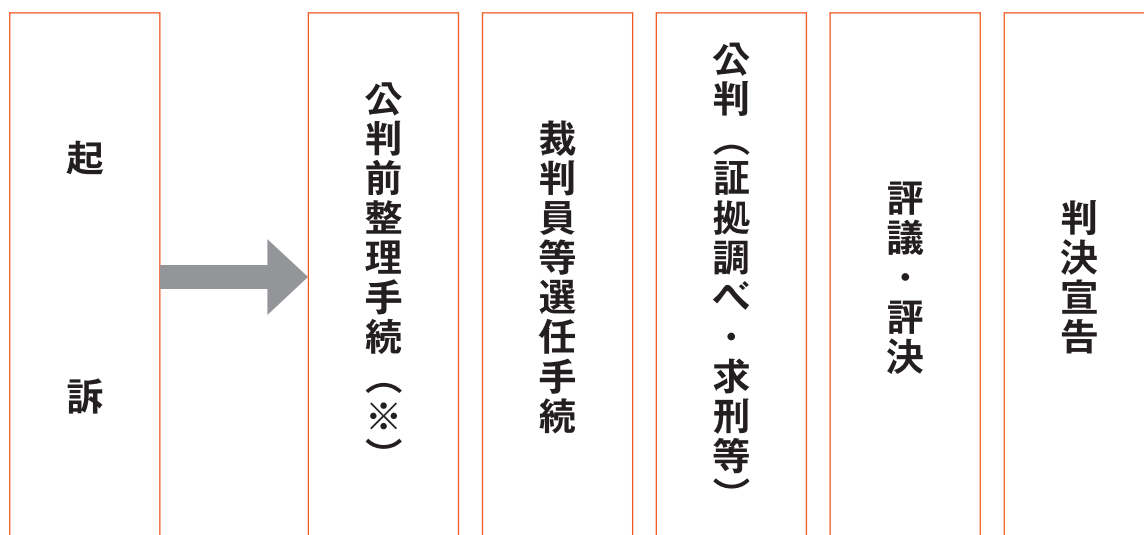 起訴
公判前整理手続（※）
裁判員等選任手続
公判（証拠調べ・求刑等）
評議・評決
判決宣告